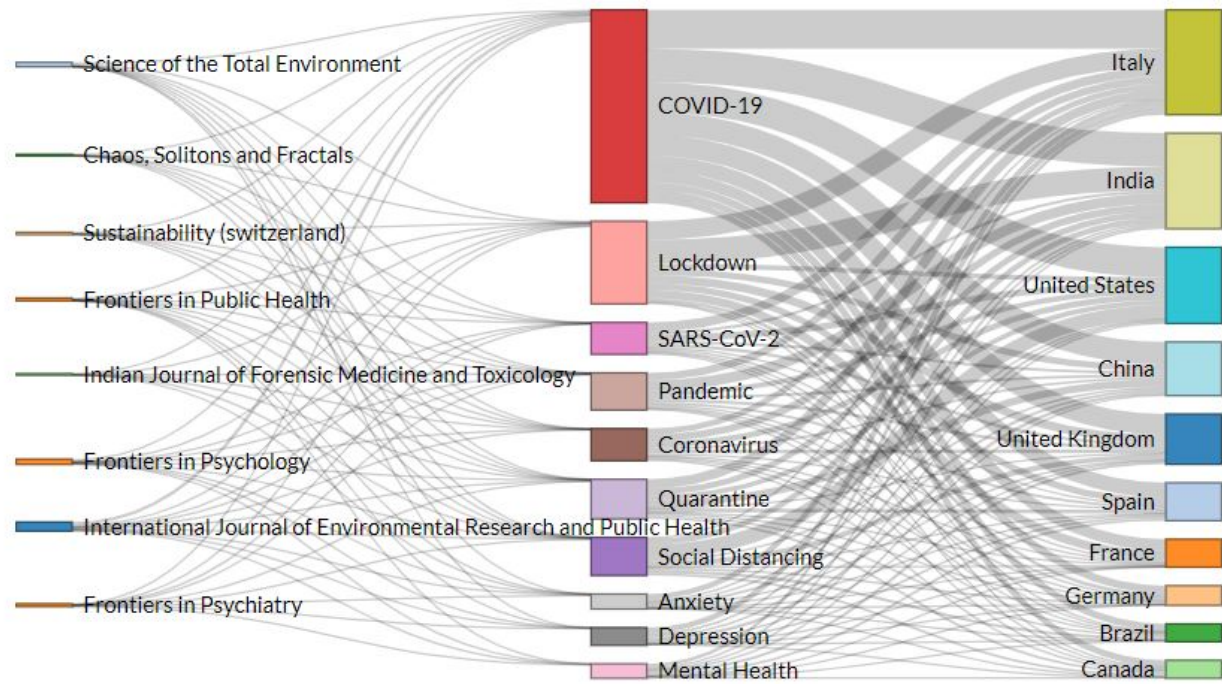 Science of the Total Environment
Chaos, Solitons and Fractals
Sustainability (switzerland)
Frontiers in Public Health
Indian Journal of Forensic Medicine and Toxicology
Frontiers in Psychology
International Journal of Environmental Research and Public Health
Frontiers in Psychiatry
COVID-19
Lockdown
SARS-CoV-2
Pandemic
Coronavirus
Quarantine
Social Distancing
Anxiety
Depression
Mental Health
Italy
India
United States
China
United Kingdom
Spain
France
Germany
Brazil
Canada